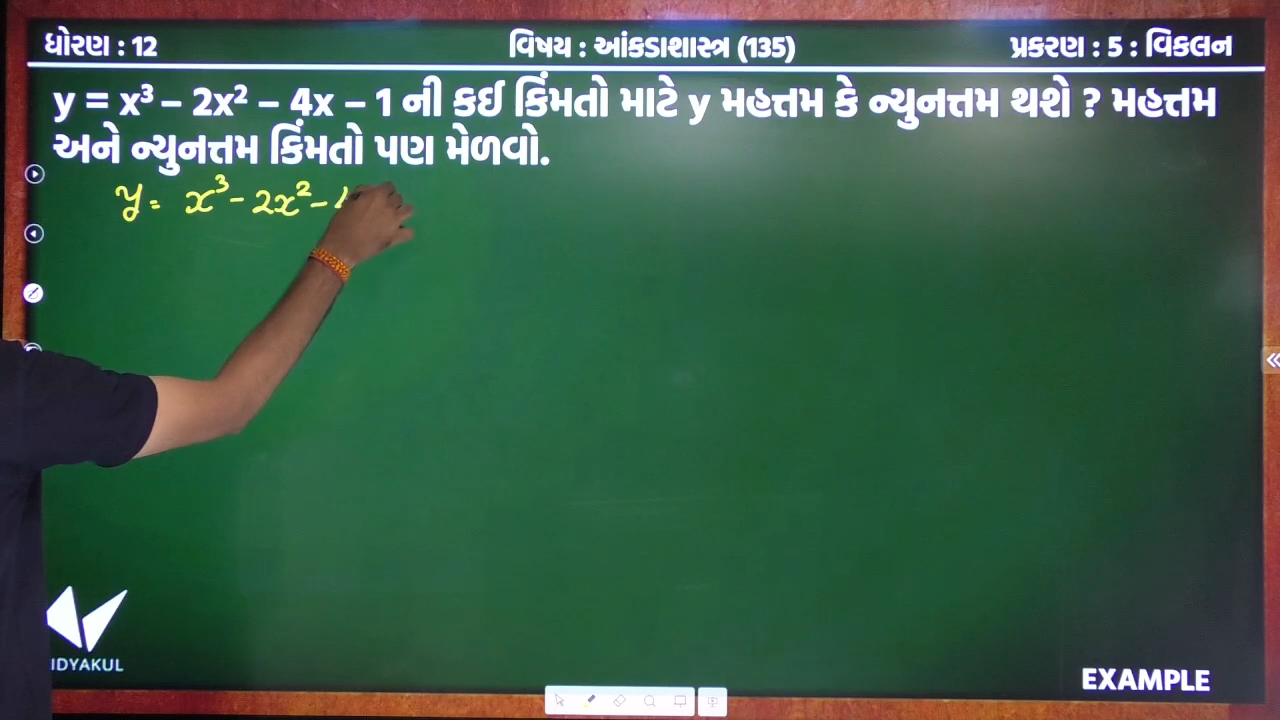 ધોરણ : 12
વિષય : આંકડાશાસ્ત્ર (135)
પ્રકરણ : 5 : વિકલન
y = x³ – 2x² – 4x – 1 ની કઈ કિંમતો માટે y મહત્તમ કે ન્યુનત્તમ થશે ? મહત્તમ
અને ન્યુનત્તમ કિંમતો પણ મેળવો.
y = x³ - 2x² - 4
IDYAKUL
EXAMPLE